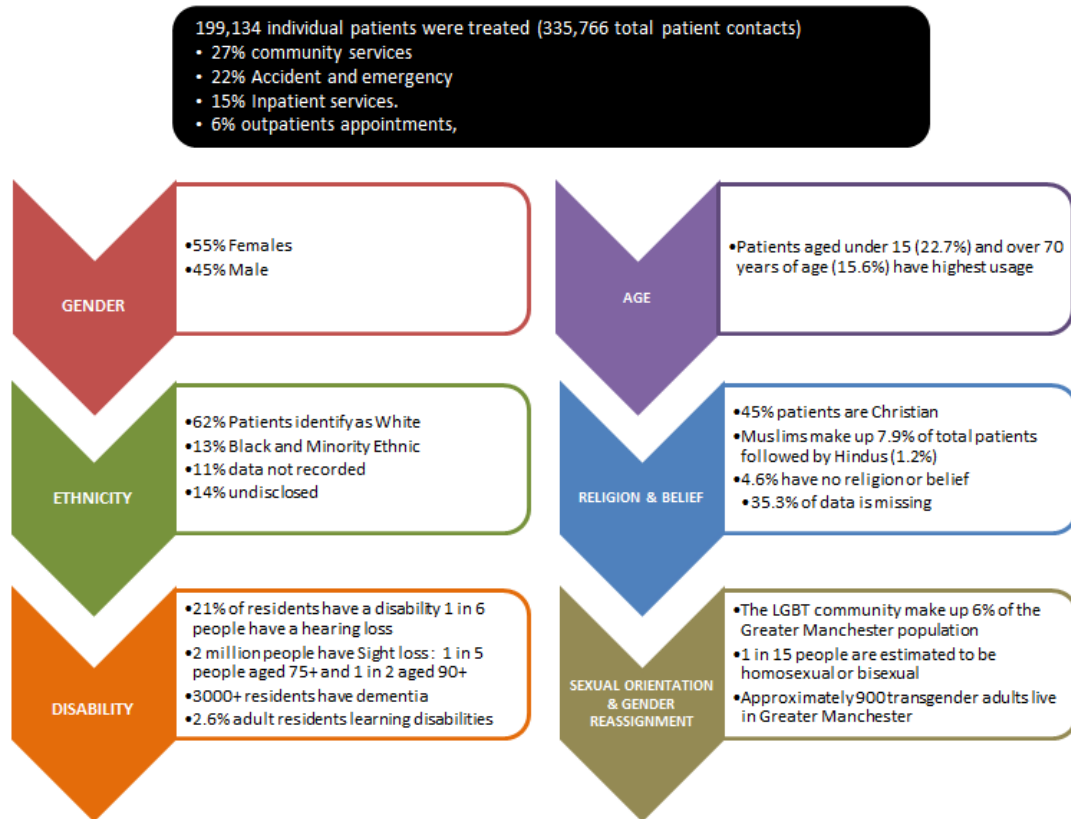 199,134 individual patients were treated (335,766 total patient contacts)
• 27% community services
• 22% Accident and emergency
• 15% Inpatient services.
• 6% outpatients appointments,
GENDER
•55% Females
•45% Male
AGE
•Patients aged under 15 (22.7%) and over 70
years of age (15.6%) have highest usage
ETHNICITY
•62% Patients identify as White
•13% Black and Minority Ethnic
•11% data not recorded
•14% undisclosed
RELIGION & BELIEF
•45% patients are Christian
•Muslims make up 7.9% of total patients
followed by Hindus (1.2%)
•4.6% have no religion or belief
•35.3% of data is missing
DISABILITY
•21% of residents have a disability 1 in 6
people have a hearing loss
•2 million people have Sight loss: 1 in 5
people aged 75+ and 1 in 2 aged 90+
•3000+ residents have dementia
•2.6% adult residents learning disabilities
SEXUAL ORIENTATION
& GENDER
REASSIGNMENT
•The LGBT community make up 6% of the
Greater Manchester population
•1 in 15 people are estimated to be
homosexual or bisexual
•Approximately 900 transgender adults live
in Greater Manchester